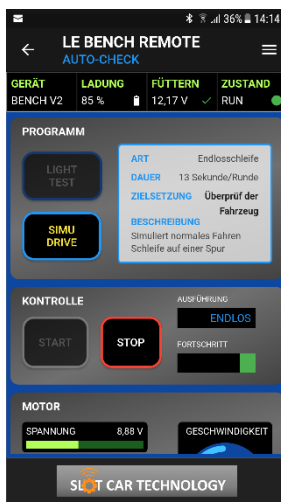 36% 14:14
LE BENCH REMOTE
AUTO-CHECK
GERÄT LADUNG FÜTTERN ZUSTAND
BENCH V2 85 % 12,17 V RUN
PROGRAMM
LIGHT
TEST
SIMU
DRIVE
ART Endlosschleife
DAUER 13 Sekunde/Runde
ZIELSETZUNG Überprüf der
Fahrzeug
BESCHREIBUNG
Simuliert normales Fahren
Schleife auf einer Spur
KONTROLLE
START
STOP
AUSFÜHRUNG
ENDLOS
FORTSCHRITT
MOTOR
SPANNUNG 8,88 V
GESCHWINDIGKEIT
SLOT CAR TECHNOLOGY